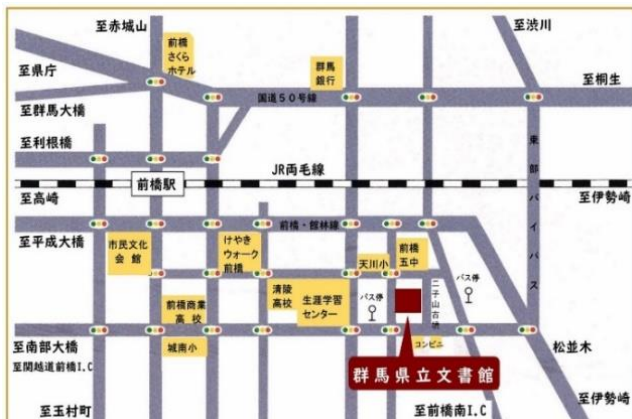 至赤城山
至渋川
前橋
さくら
ホテル
群馬
銀行
至県庁
至桐生
国道50号線
至群馬大橋
至利根橋
東部バイパス
JR両毛線
前橋駅
至高崎
至伊勢崎
前橋・館林線
至平成大橋
市民文化
会館
けやき
ウォーク
前橋
天川小
前橋
五中
清陵
高校
生涯学習
センター
バス停
二子山古墳
バス停
前橋商業
高校
城南小
コンビニ
至南部大橋
至関越道前橋I.C
松並木
群馬県立文書館
至玉村町
至前橋南I.C
至伊勢崎